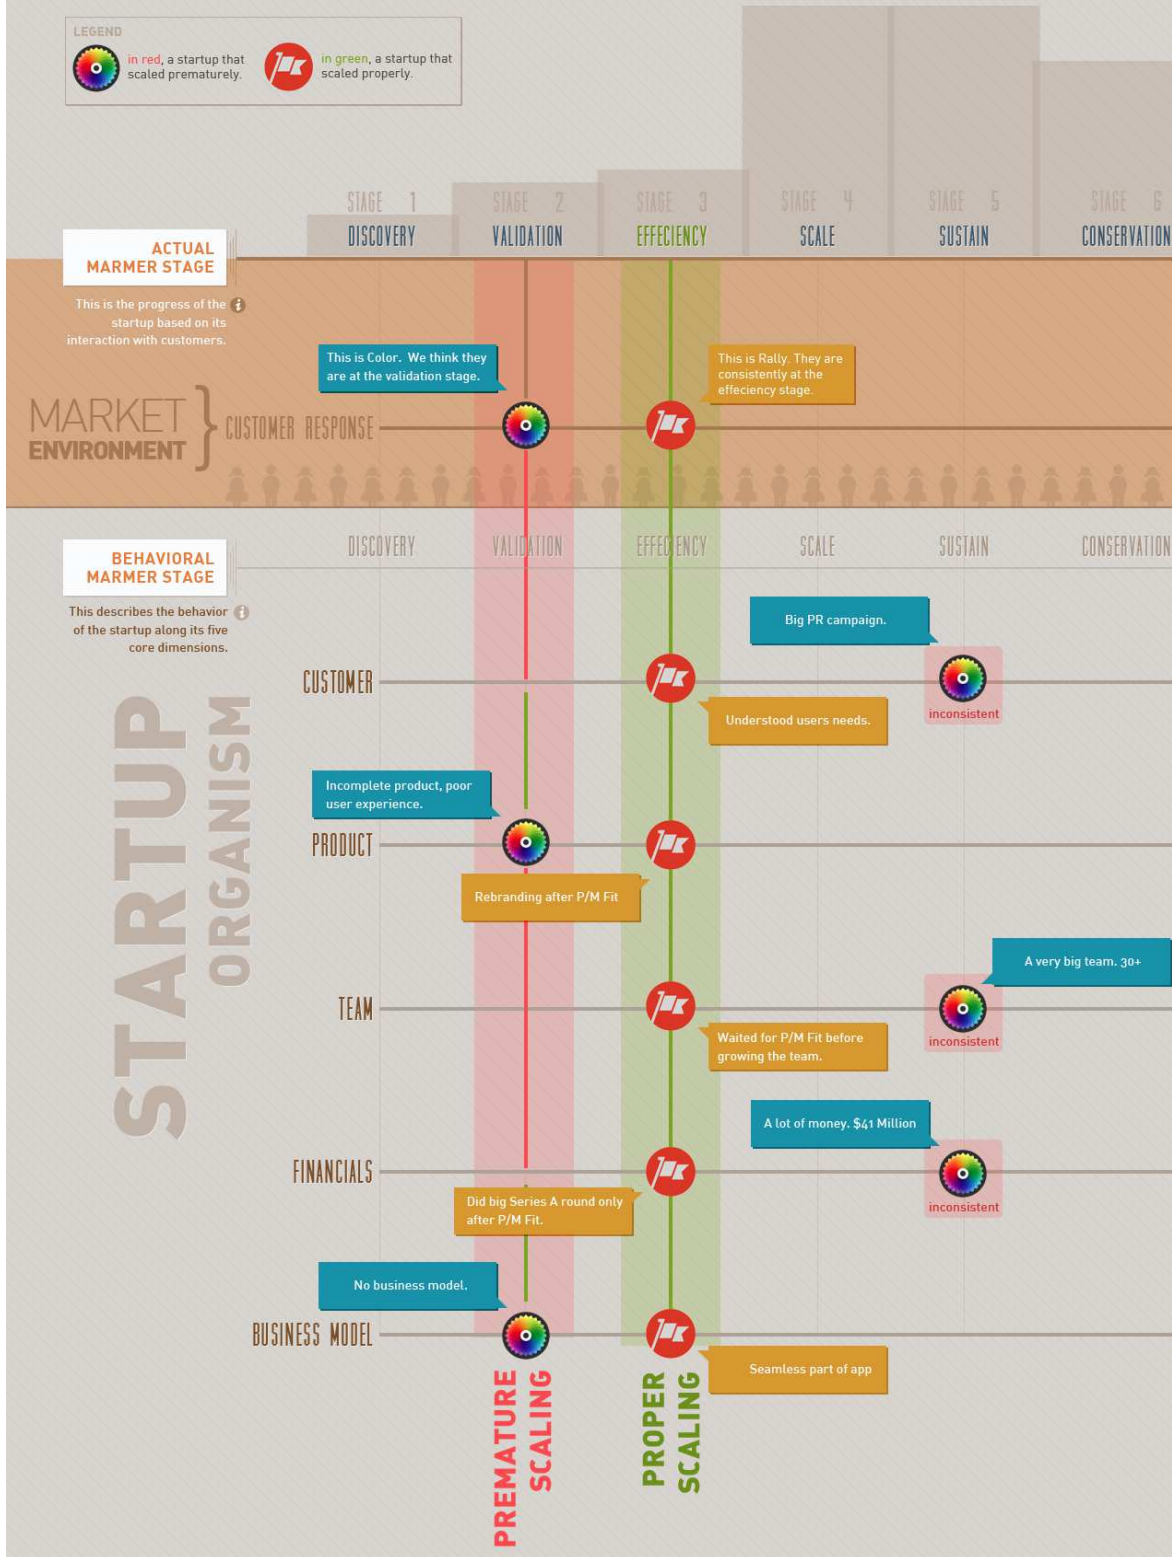 LEGEND
in red, a startup that
scaled prematurely.
in green, a startup that
scaled properly.
STAGE 1
STAGE 2
STAGE 3
STAGE 4
STAGE 5
STAGE 6
DISCOVERY
VALIDATION
EFFECIENCY
SCALE
SUSTAIN
CONSERVATION
ACTUAL
MARMER STAGE
This is the progress of the
startup based on its
interaction with customers.
This is Color. We think they
are at the validation stage.
This is Rally. They are
consistently at the
effeciency stage.
MARKET
ENVIRONMENT
CUSTOMER RESPONSE
BEHAVIORAL
MARMER STAGE
DISCOVERY
VALIDATION
EFFECIENCY
SCALE
SUSTAIN
CONSERVATION
This describes the behavior
of the startup along its five
core dimensions.
STARTUP
ORGANISM
Big PR campaign.
CUSTOMER
inconsistent
Understood users needs.
Incomplete product, poor
user experience.
PRODUCT
Rebranding after P/M Fit
A very big team. 30+
TEAM
inconsistent
Waited for P/M Fit before
growing the team.
A lot of money. $41 Million
FINANCIALS
inconsistent
Did big Series A round only
after P/M Fit.
No business model.
BUSINESS MODEL
Seamless part of app
PREMATURE
SCALING
PROPER
SCALING